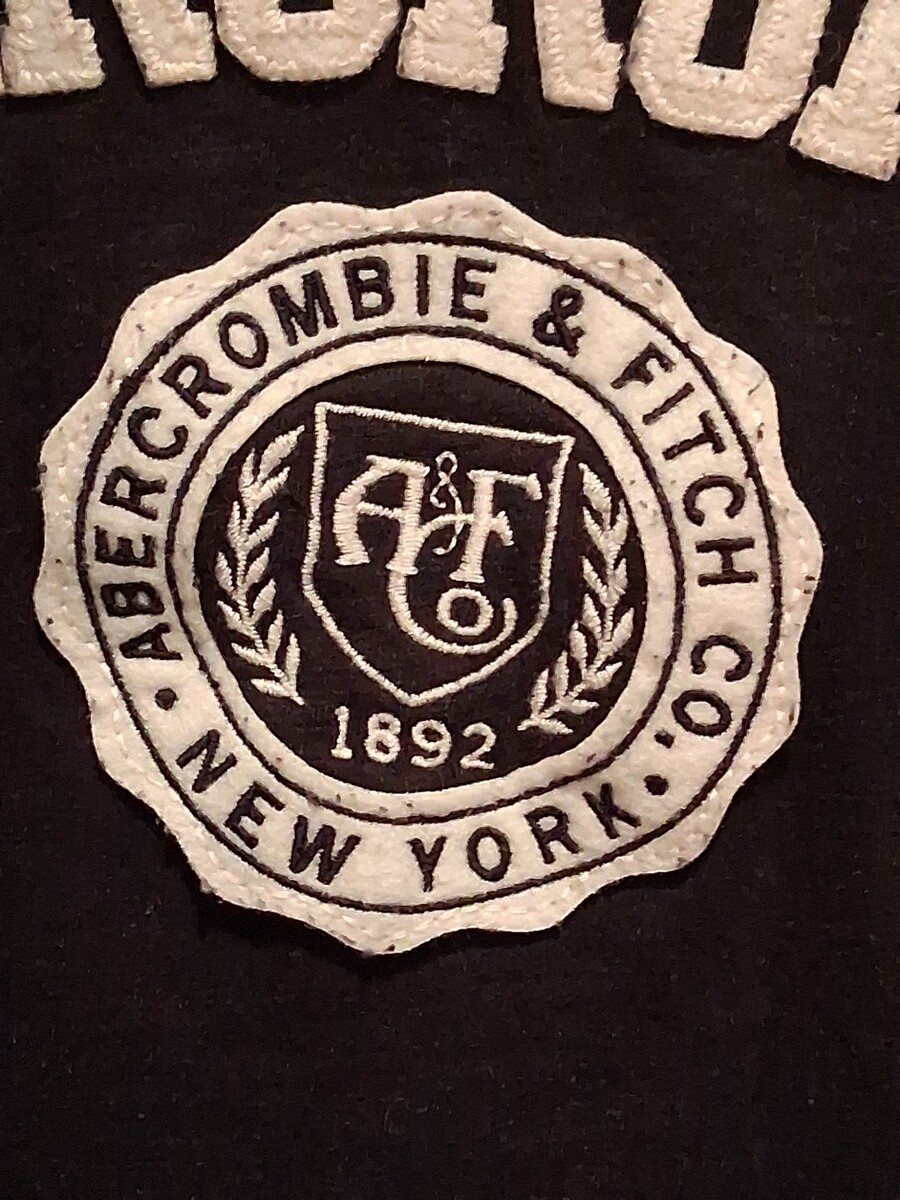 ABERCROMBIE & FITCH CO.
A&F
Co
1892
• NEW YORK •